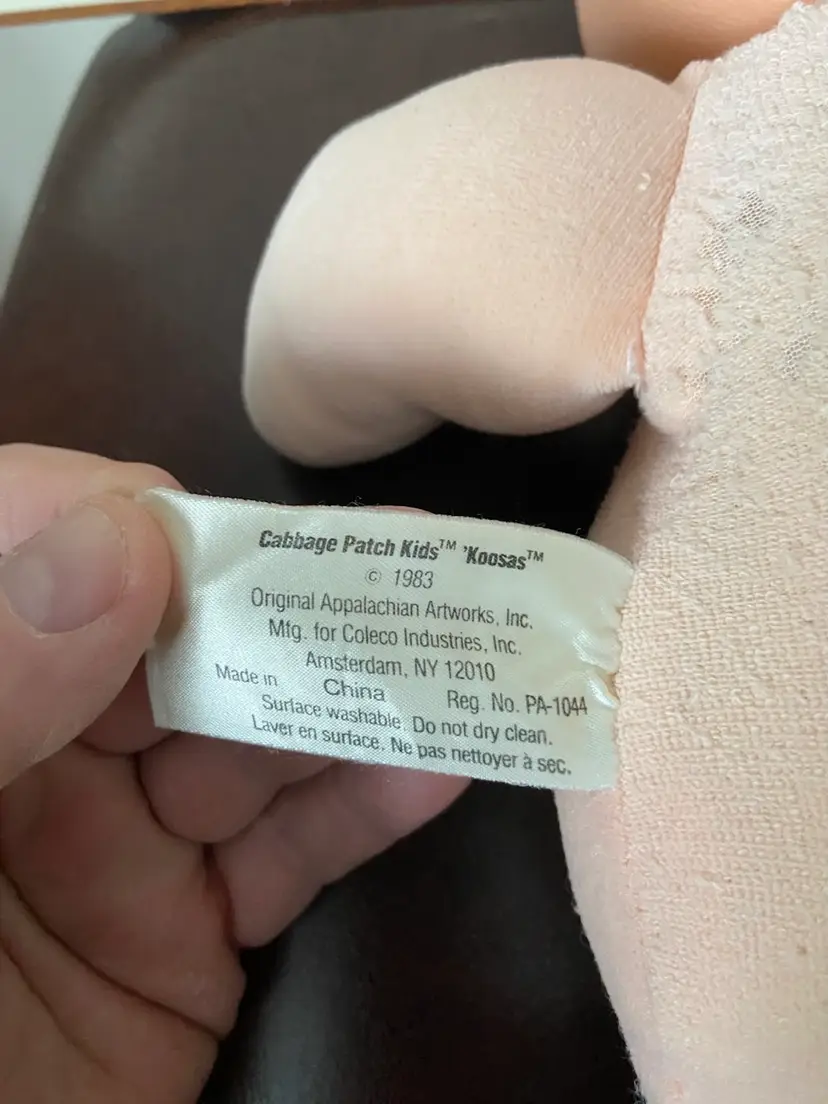 Cabbage Patch Kids™ 'Koosas™
© 1983
Original Appalachian Artworks, Inc.
Mfg. for Coleco Industries, Inc.
Amsterdam, NY 12010
Made in China Reg. No. PA-1044
Surface washable. Do not dry clean.
Laver en surface. Ne pas nettoyer à sec.